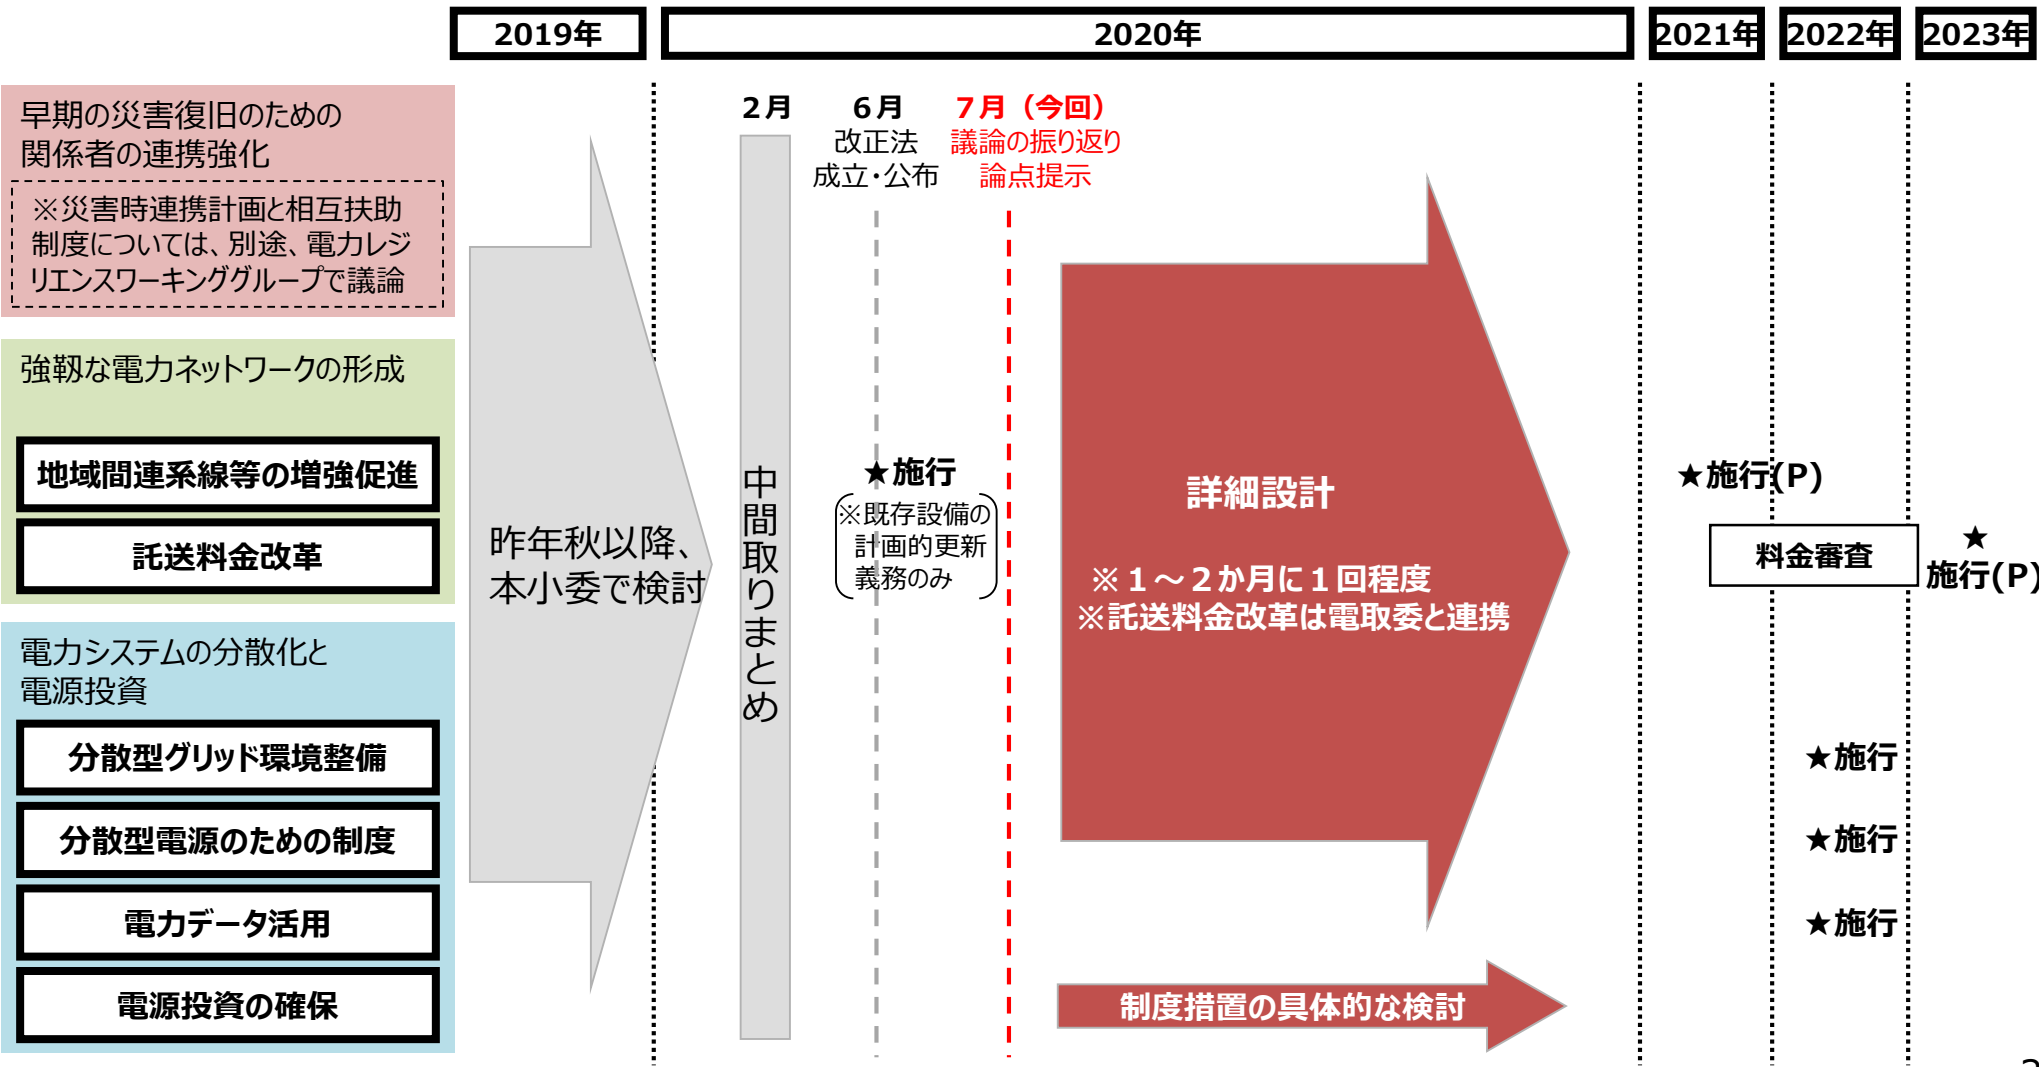 2019年
2020年
2021年
2022年
2023年
早期の災害復旧のための
関係者の連携強化
※災害時連携計画と相互扶助
制度については、別途、電力レジ
リエンスワーキンググループで議論
強靱な電力ネットワークの形成
地域間連系線等の増強促進
託送料金改革
電力システムの分散化と
電源投資
分散型グリッド環境整備
分散型電源のための制度
電力データ活用
電源投資の確保
昨年秋以降、
本小委で検討
2月
中間取りまとめ
6月
改正法
成立・公布
★施行
※既存設備の
計画的更新
義務のみ
7月（今回）
議論の振り返り
論点提示
詳細設計
※１～２か月に１回程度
※託送料金改革は電取委と連携
制度措置の具体的な検討
★施行(P)
料金審査
★
施行(P)
★施行
★施行
★施行